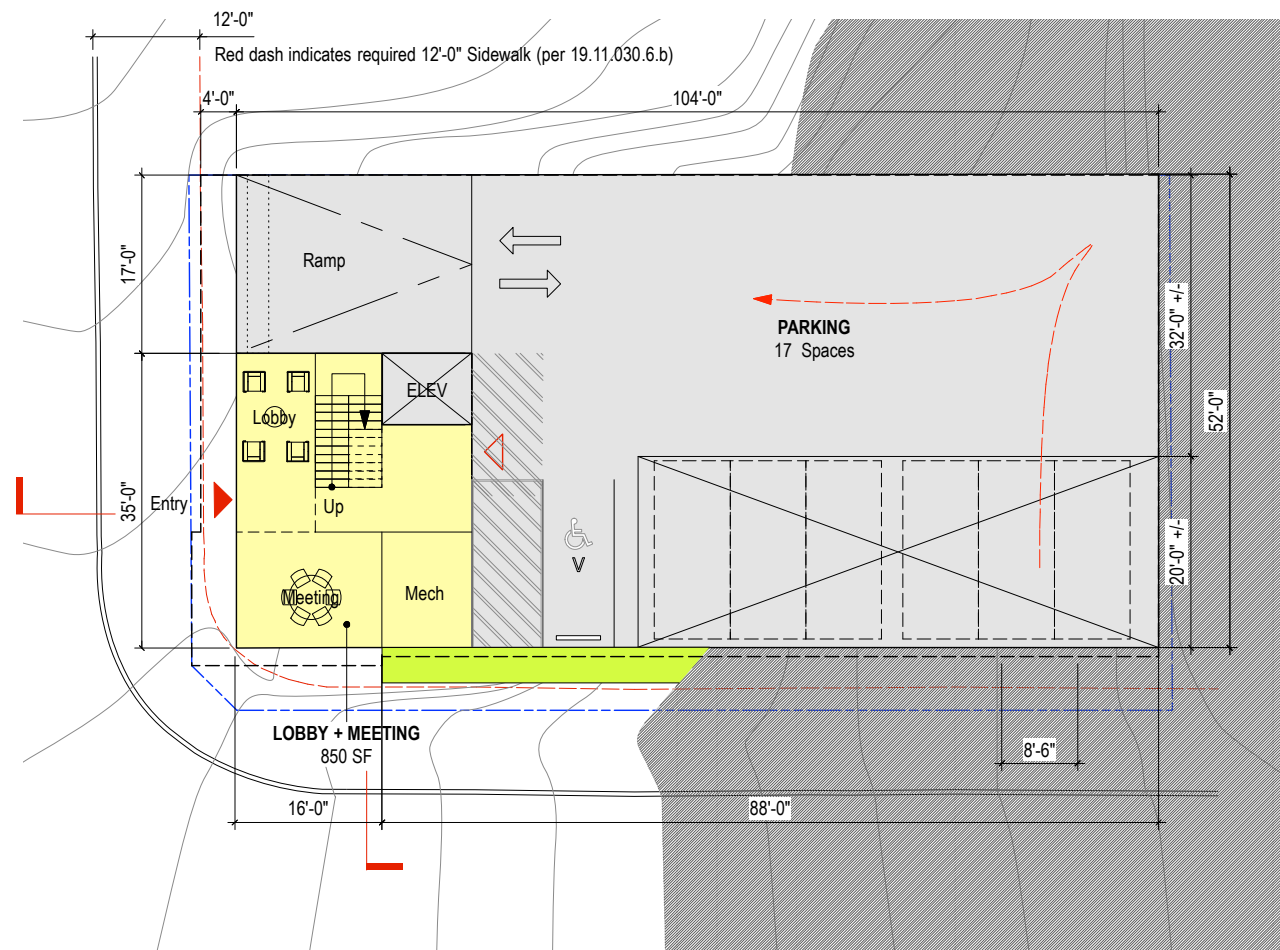 12'-0"
Red dash indicates required 12'-0" Sidewalk (per 19.11.030.6.b)
4'-0"
104'-0"
17'-0"
Ramp
32'-0" +/-
PARKING
17 Spaces
ELEV
52'-0"
Lobby
35'-0"
Entry
Up
V
20'-0" +/-
Meeting
Mech
LOBBY + MEETING
850 SF
8'-6"
16'-0"
88'-0"